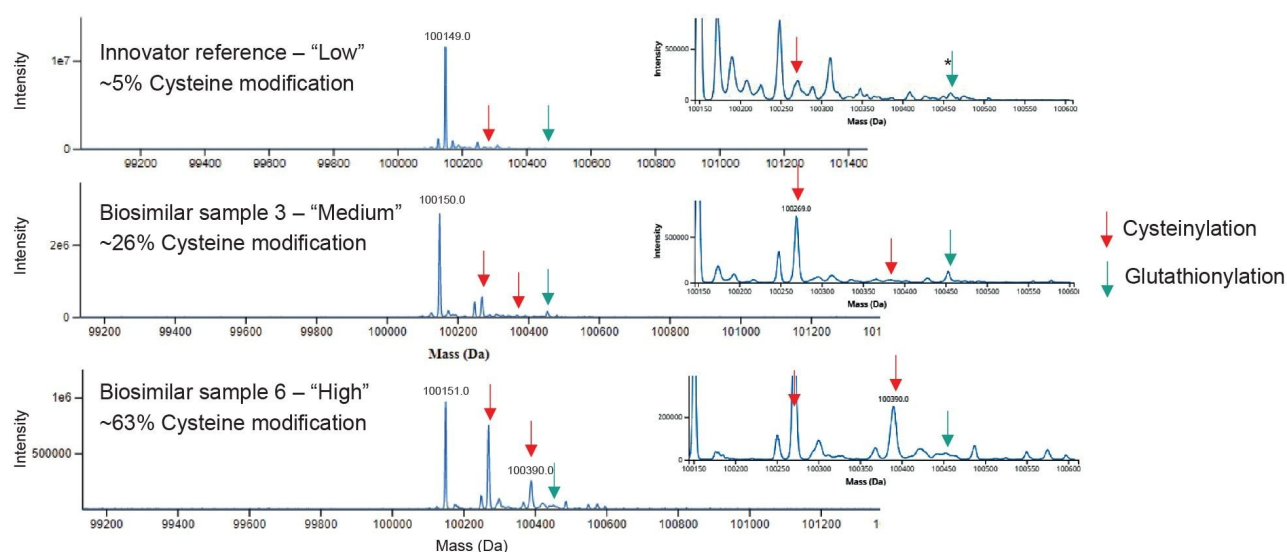 Innovator reference – “Low”
~5% Cysteine modification
Intensity
1e7
0
100149.0
99200 99400 99600 99800 100000 100200 100400 100600 100800 101000 101200 101400
Intensity
500000
0
*
100150 100200 100250 100300 100350 100400 100450 100500 100550 100600
Mass (Da)
Biosimilar sample 3 – “Medium”
~26% Cysteine modification
Intensity
2e6
0
100150.0
99200 99400 99600 99800 100000 100200 100400 100600 100800 101000 101200 101
Mass (Da)
Intensity
500000
0
100269.0
100150 100200 100250 100300 100350 100400 100450 100500 100550 100600
Mass (Da)
Cysteinylation
Glutathionylation
Biosimilar sample 6 – “High”
~63% Cysteine modification
Intensity
1e6
500000
100151.0
100390.0
99200 99400 99600 99800 100000 100200 100400 100600 100800 101000 101200 1
Mass (Da)
Intensity
200000
0
100390.0
100150 100200 100250 100300 100350 100400 100450 100500 100550 100600
Mass (Da)